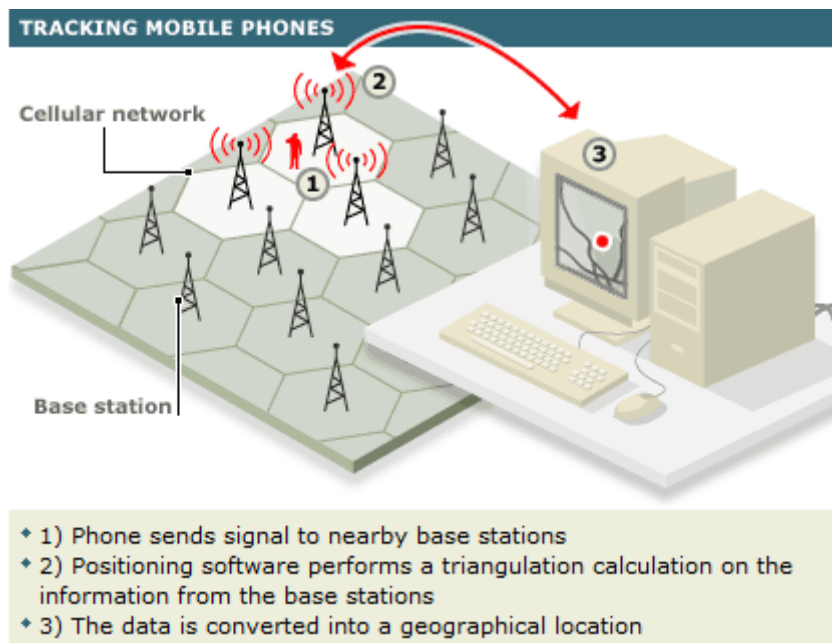 TRACKING MOBILE PHONES
2
Cellular network
3
1
Base station
◆ 1) Phone sends signal to nearby base stations
◆ 2) Positioning software performs a triangulation calculation on the
information from the base stations
◆ 3) The data is converted into a geographical location